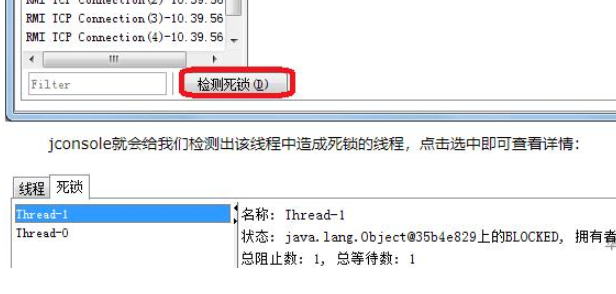 RMI TCP Connection(2)-10.39.56
RMI TCP Connection(3)-10.39.56
RMI TCP Connection(4)-10.39.56
Filter
检测死锁(D)
jconsole就会给我们检测出该线程中造成死锁的线程，点击选中即可查看详情：
线程 死锁
Thread-1
Thread-0
名称: Thread-1
状态: java.lang.Object@35b4e829上的BLOCKED, 拥有者
总阻止数: 1, 总等待数: 1